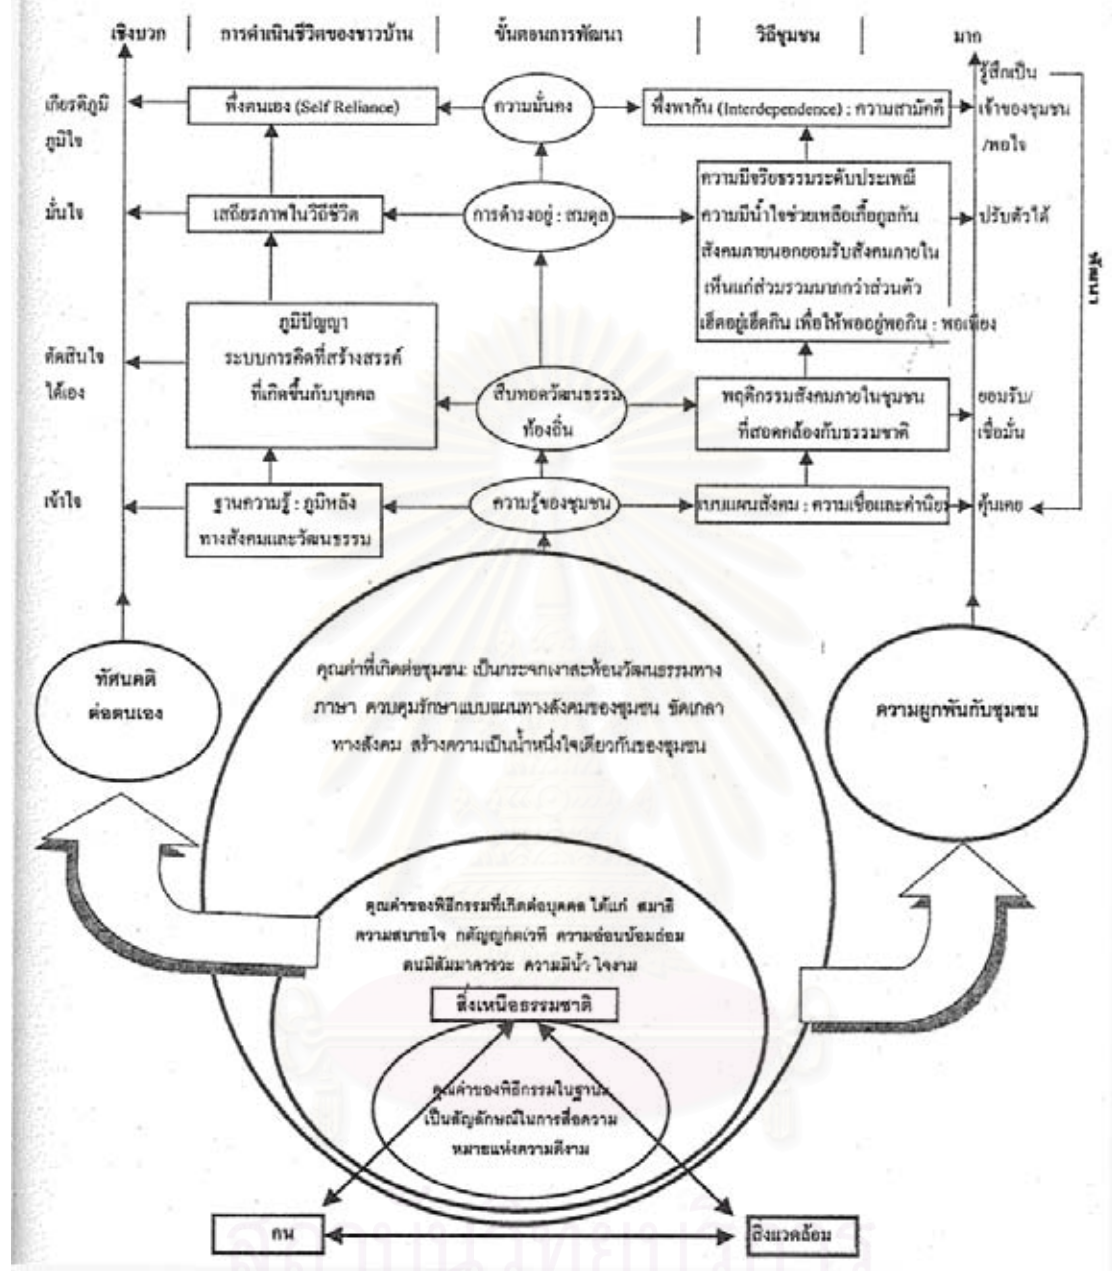 เชิงบวก
การดำเนินชีวิตของชาวบ้าน
ขั้นตอนการพัฒนา
วิถีชุมชน
มาก
เกียรติภูมิ
ภูมิใจ
พึ่งตนเอง (Self Reliance)
ความมั่นคง
พึ่งพากัน (Interdependence) : ความสามัคคี
รู้สึกเป็น
เจ้าของชุมชน
/พอใจ
มั่นใจ
เสถียรภาพในวิถีชีวิต
การดำรงอยู่ : สมดุล
ความมีจริยธรรมระดับประเพณี
ความมีน้ำใจช่วยเหลือเกื้อกูลกัน
สังคมภายนอกยอมรับสังคมภายใน
เห็นแก่ส่วนรวมมากกว่าส่วนตัว
เฮ็ดอยู่เฮ็ดกิน เพื่อให้พออยู่พอกิน : พอเพียง
ปรับตัวได้
พัฒนา
ตัดสินใจ
ได้เอง
ภูมิปัญญา
ระบบการคิดที่สร้างสรรค์
ที่เกิดขึ้นกับบุคคล
สืบทอดวัฒนธรรม
ท้องถิ่น
พฤติกรรมสังคมภายในชุมชน
ที่สอดคล้องกับธรรมชาติ
ยอมรับ/
เชื่อมั่น
เข้าใจ
ฐานความรู้ : ภูมิหลัง
ทางสังคมและวัฒนธรรม
ความรู้ของชุมชน
แบบแผนสังคม : ความเชื่อและค่านิยม
คุ้นเคย
ทัศนคติ
ต่อตนเอง
คุณค่าที่เกิดต่อชุมชน: เป็นกระจกเงาสะท้อนวัฒนธรรมทาง
ภาษา ควบคุมรักษาแบบแผนทางสังคมของชุมชน ขัดเกลา
ทางสังคม สร้างความเป็นน้ำหนึ่งใจเดียวกันของชุมชน
ความผูกพันกับชุมชน
คุณค่าของพิธีกรรมที่เกิดต่อบุคคล ได้แก่ สมาธิ
ความสบายใจ กตัญญูกตเวที ความอ่อนน้อมถ่อม
ตนมีสัมมาคารวะ ความมีน้ำใจงาม
สิ่งเหนือธรรมชาติ
คุณค่าของพิธีกรรมในฐานะ
เป็นสัญลักษณ์ในการสื่อความ
หมายแห่งความดีงาม
คน
สิ่งแวดล้อม